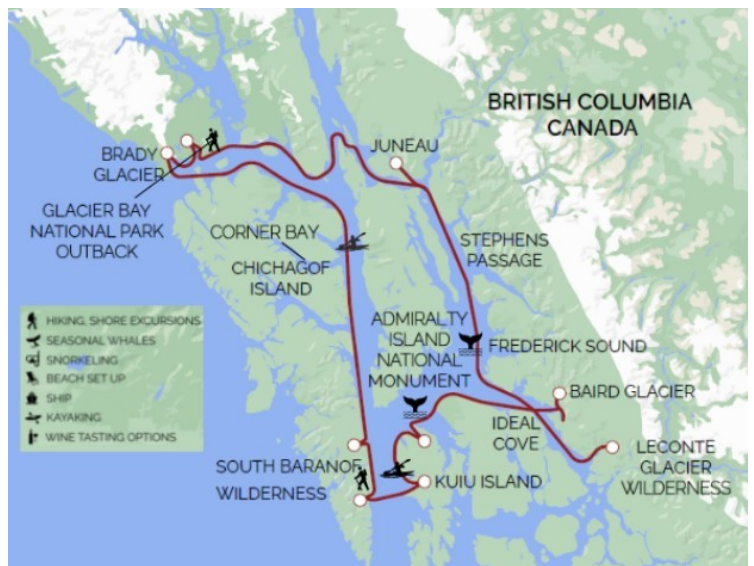 BRITISH COLUMBIA
CANADA
BRADY
GLACIER
JUNEAU
GLACIER BAY
NATIONAL PARK
OUTBACK
CORNER BAY
CHICHAGOF
ISLAND
STEPHENS
PASSAGE
ADMIRALTY
ISLAND
NATIONAL
MONUMENT
FREDERICK SOUND
BAIRD GLACIER
IDEAL
COVE
LECONTE
GLACIER
WILDERNESS
SOUTH BARANOF
WILDERNESS
KUIU ISLAND
HIKING, SHORE EXCURSIONS
SEASONAL WHALES
SNORKELING
BEACH SET UP
SHIP
KAYAKING
WINE TASTING OPTIONS